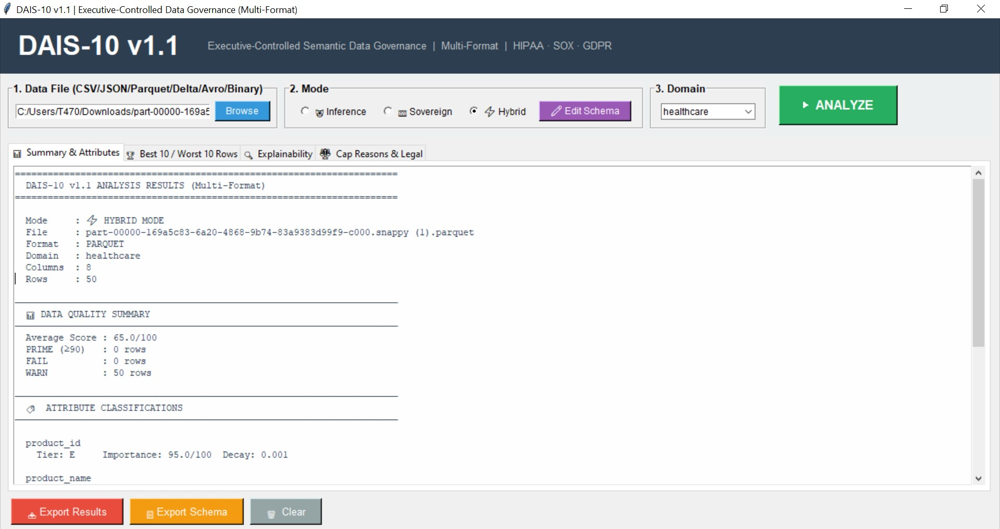 DAIS-10 v1.1 | Executive-Controlled Data Governance (Multi-Format)
DAIS-10 v1.1
Executive-Controlled Semantic Data Governance | Multi-Format | HIPAA · SOX · GDPR
1. Data File (CSV/JSON/Parquet/Delta/Avro/Binary)
C:/Users/T470/Downloads/part-00000-169a5
Browse
2. Mode
Inference
Sovereign
Hybrid
Edit Schema
3. Domain
healthcare
ANALYZE
Summary & Attributes
Best 10 / Worst 10 Rows
Explainability
Cap Reasons & Legal
DAIS-10 v1.1 ANALYSIS RESULTS (Multi-Format)
Mode : HYBRID MODE
File : part-00000-169a5c83-6a20-4868-9b74-83a9383d99f9-c000.snappy (1).parquet
Format : PARQUET
Domain : healthcare
Columns : 8
Rows : 50
DATA QUALITY SUMMARY
Average Score : 65.0/100
PRIME (≥90) : 0 rows
FAIL : 0 rows
WARN : 50 rows
ATTRIBUTE CLASSIFICATIONS
product_id
Tier: E Importance: 95.0/100 Decay: 0.001
product_name
Export Results
Export Schema
Clear